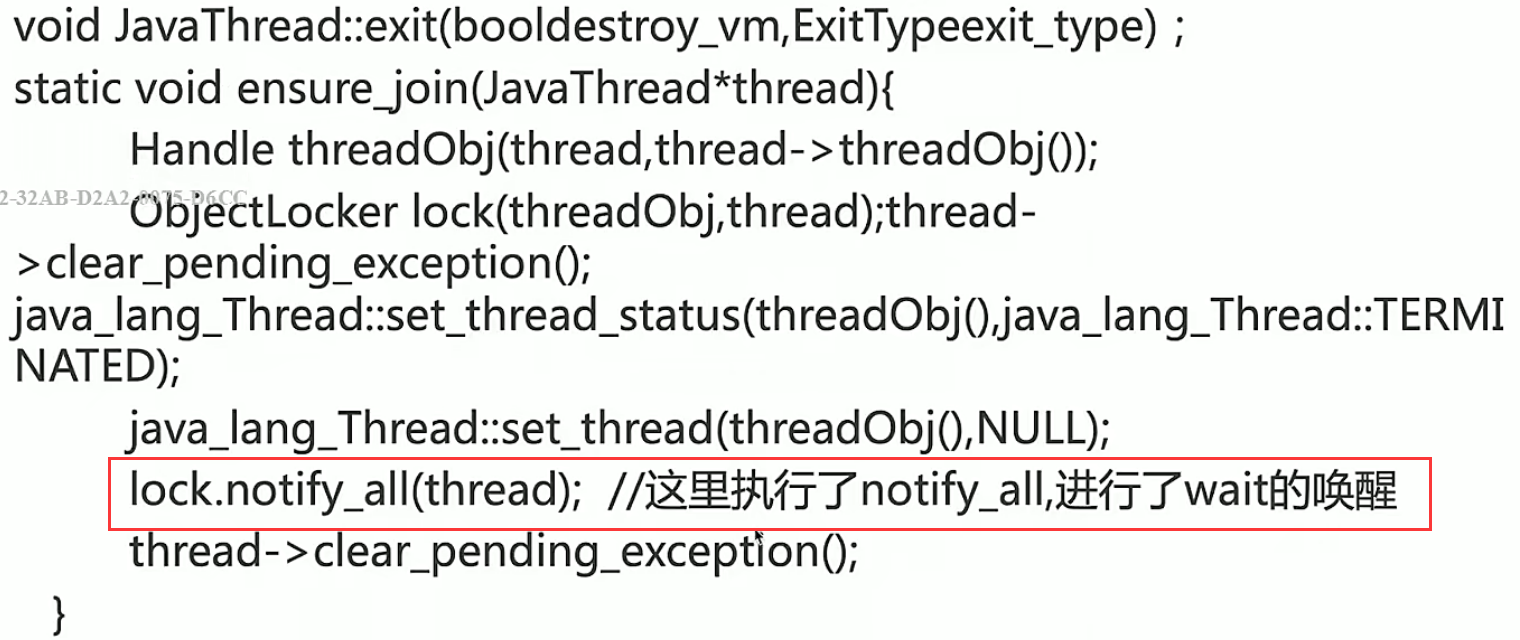 void JavaThread::exit(booldestroy_vm,ExitTypeexit_type) ;
static void ensure_join(JavaThread*thread){
Handle threadObj(thread,thread->threadObj());
2-32AB-D2A2-0075-D6CC
ObjectLocker lock(threadObj,thread);thread-
>clear_pending_exception();
java_lang_Thread::set_thread_status(threadObj(),java_lang_Thread::TERMI
NATED);
java_lang_Thread::set_thread(threadObj(),NULL);
lock.notify_all(thread); //这里执行了notify_all,进行了wait的唤醒
thread->clear_pending_exception();
}